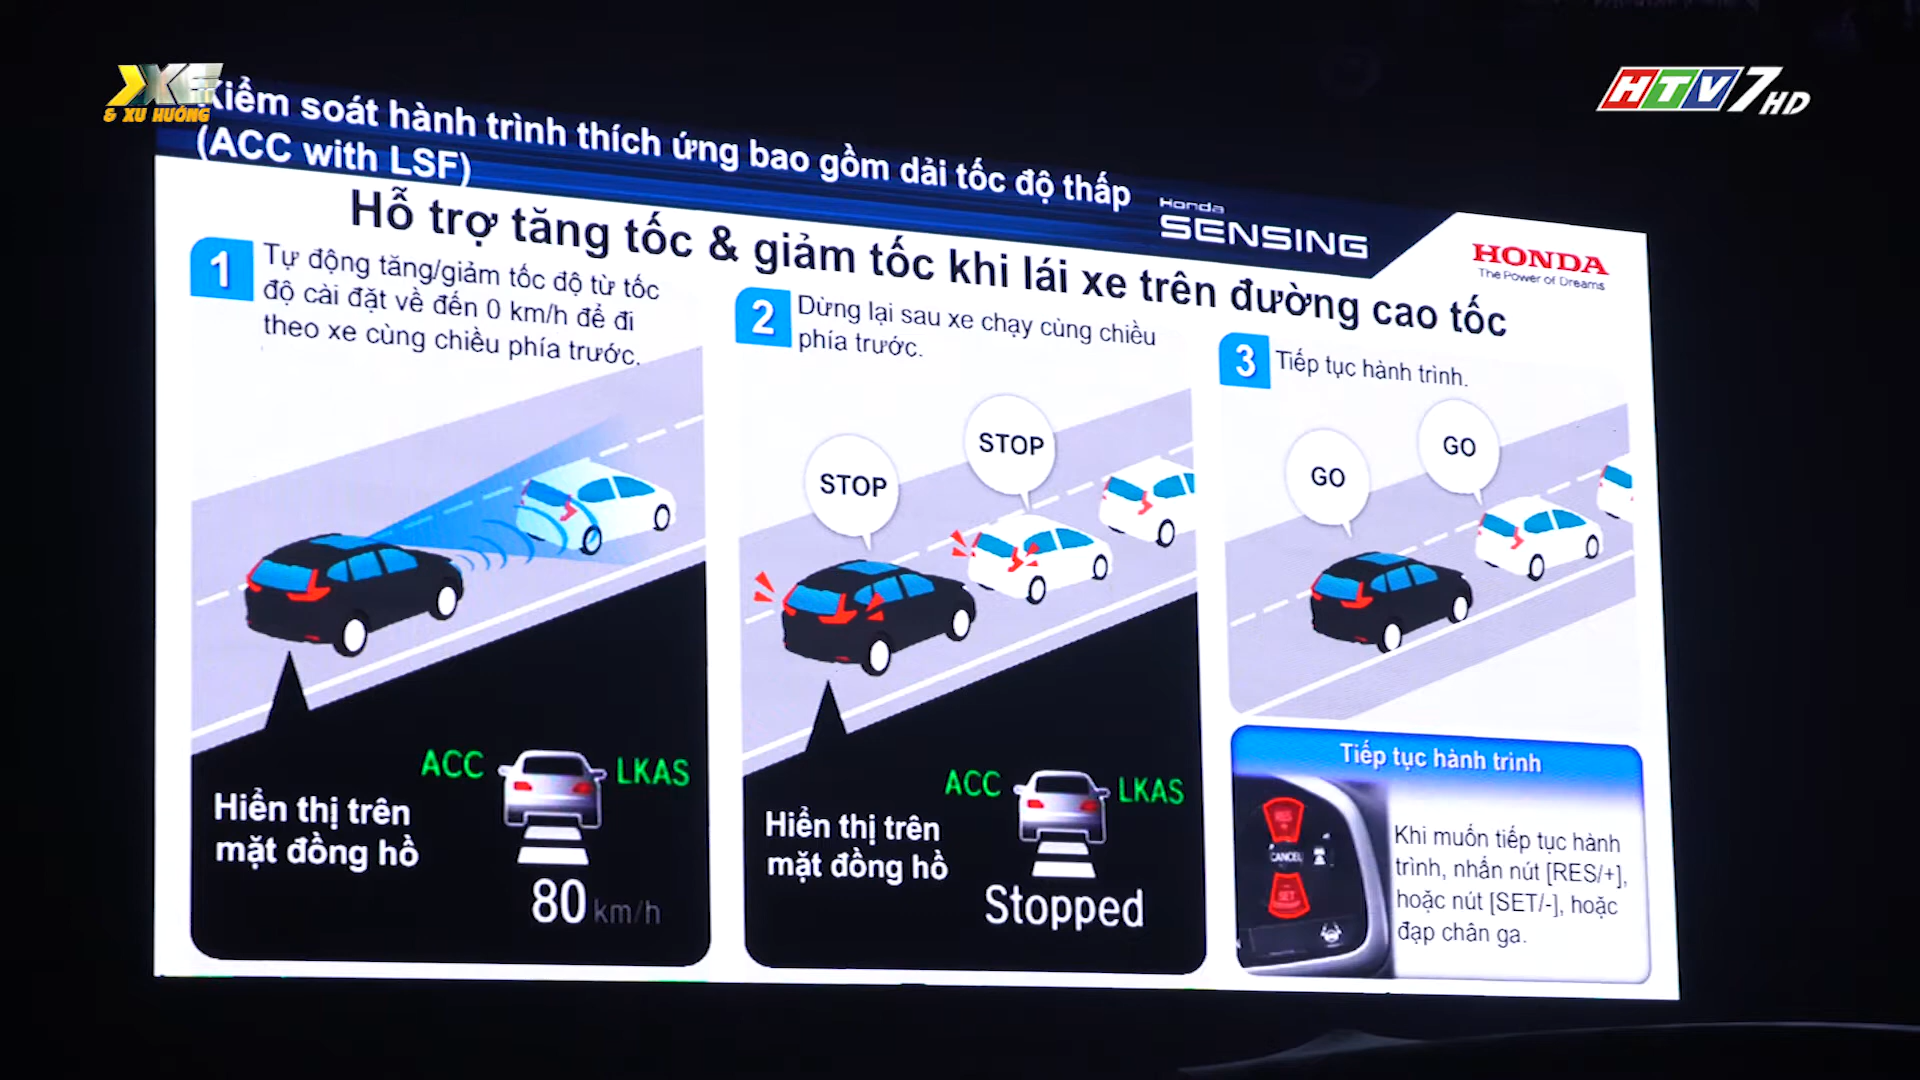 XE
& XU HƯỚNG
HTV7 HD
Kiểm soát hành trình thích ứng bao gồm dải tốc độ thấp
(ACC with LSF)
Honda
SENSING
HONDA
The Power of Dreams
Hỗ trợ tăng tốc & giảm tốc khi lái xe trên đường cao tốc
1
Tự động tăng/giảm tốc độ từ tốc
độ cài đặt về đến 0 km/h để đi
theo xe cùng chiều phía trước.
ACC
LKAS
Hiển thị trên
mặt đồng hồ
80 km/h
2
Dừng lại sau xe chạy cùng chiều
phía trước.
STOP
STOP
ACC
LKAS
Hiển thị trên
mặt đồng hồ
Stopped
3
Tiếp tục hành trình.
GO
GO
Tiếp tục hành trình
RES
+
CANCEL
-
SET
Khi muốn tiếp tục hành
trình, nhấn nút [RES/+],
hoặc nút [SET/-], hoặc
đạp chân ga.